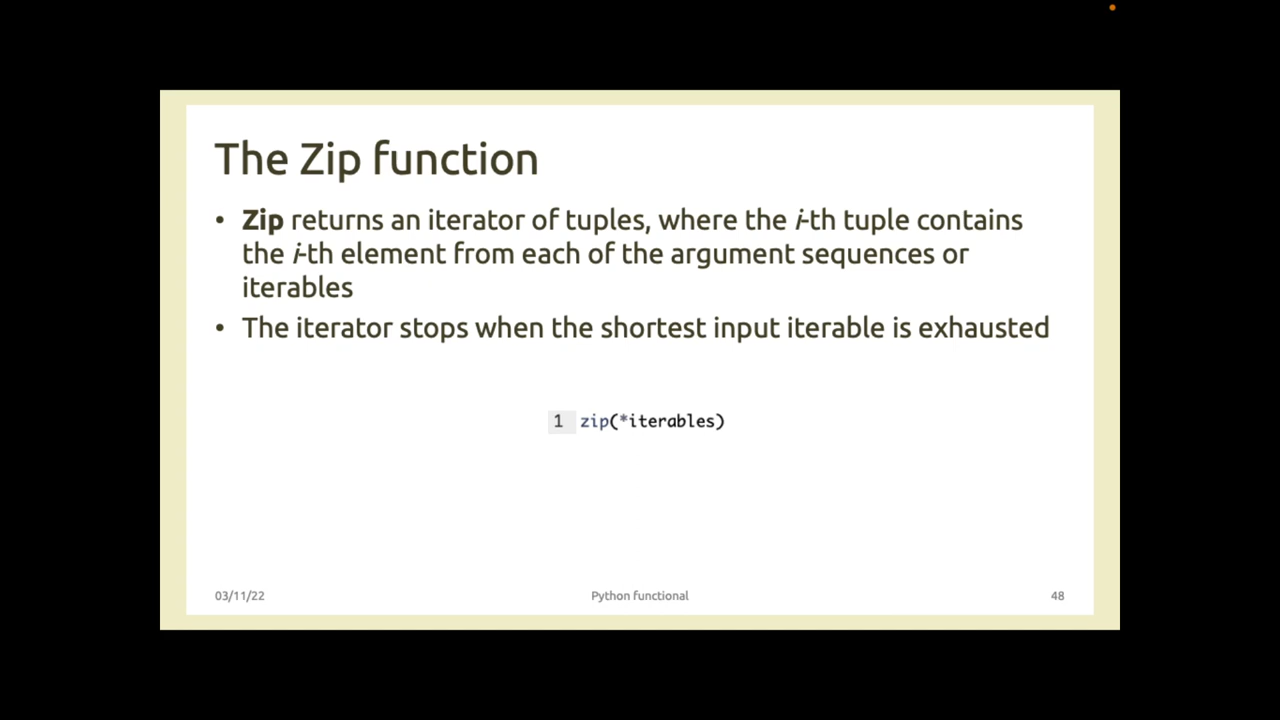 The Zip function
• Zip returns an iterator of tuples, where the i-th tuple contains
the i-th element from each of the argument sequences or
iterables
• The iterator stops when the shortest input iterable is exhausted
1 zip(*iterables)
03/11/22 Python functional 48